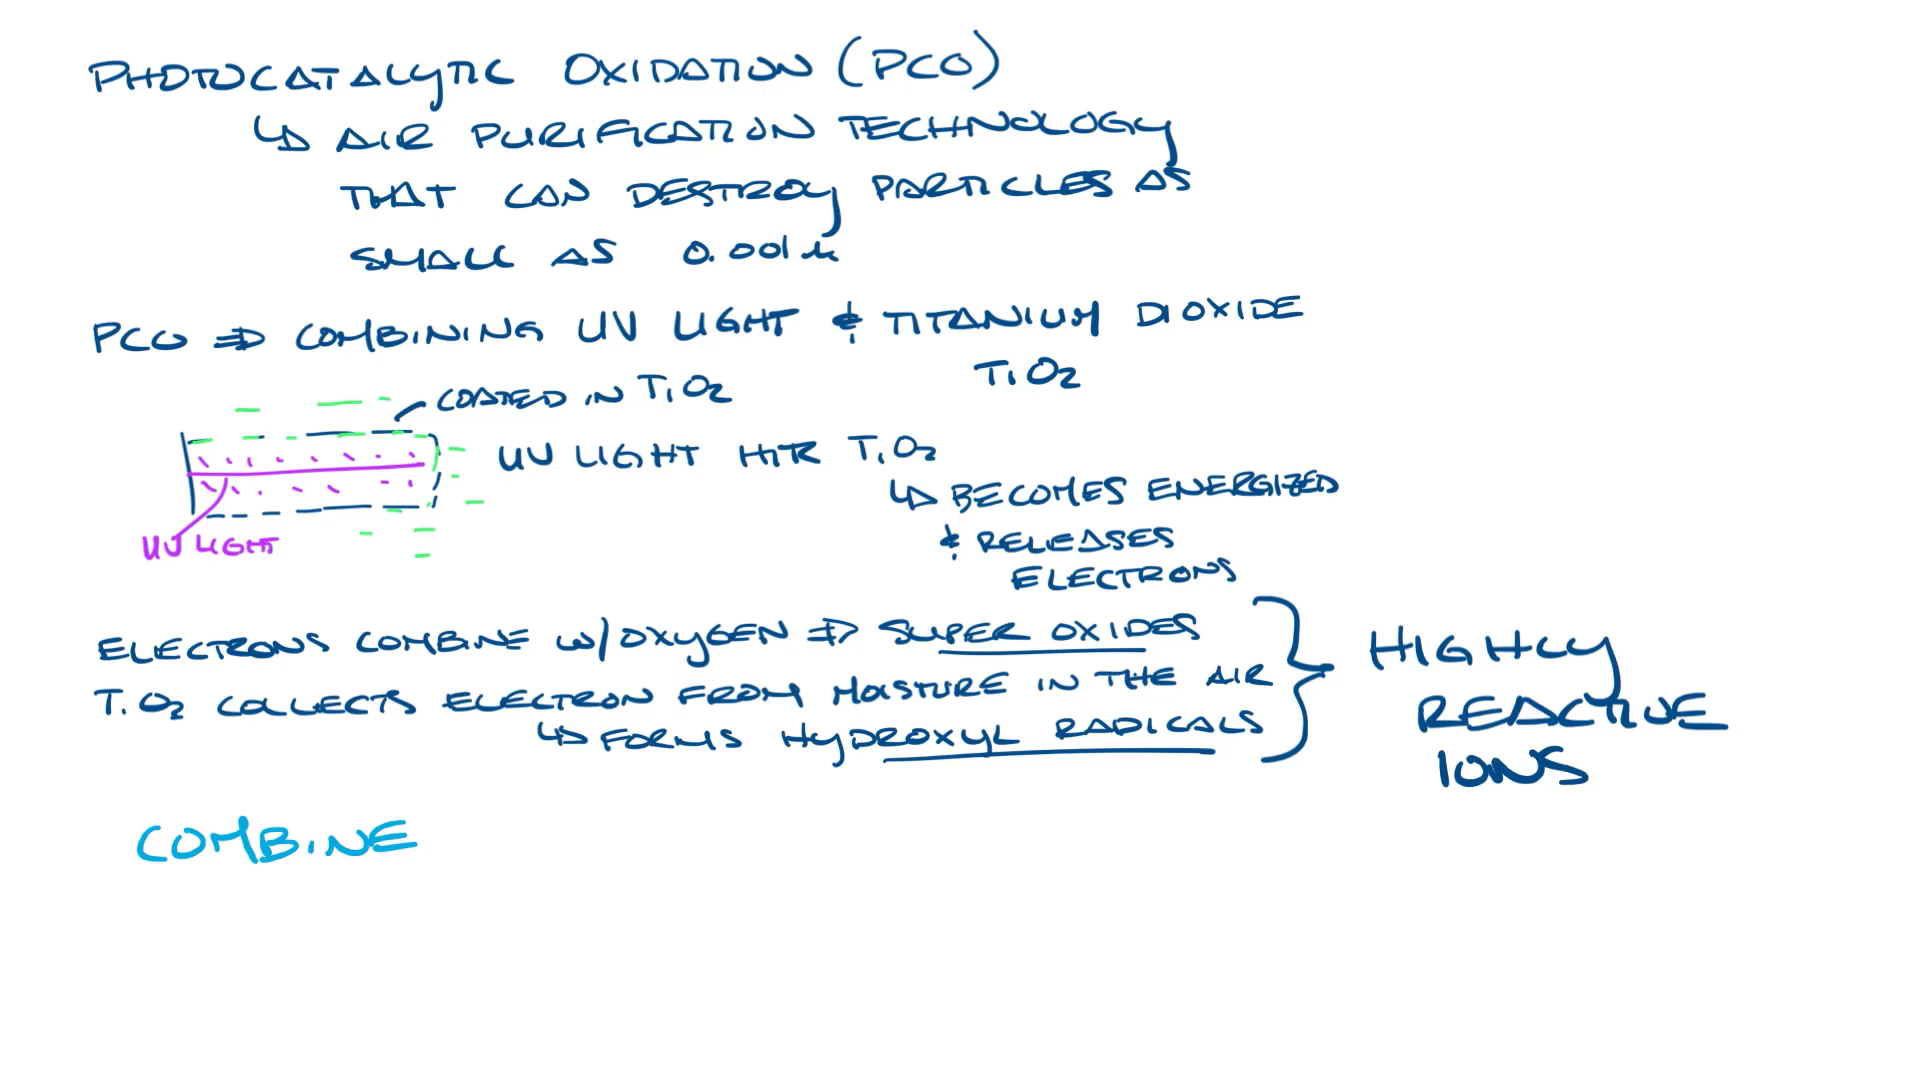 PHOTOCATALYTIC OXIDATION (PCO)
↳ AIR PURIFICATION TECHNOLOGY
THAT CAN DESTROY PARTICLES AS
SMALL AS 0.001 μ
PCO ⇒ COMBINING UV LIGHT & TITANIUM DIOXIDE
TiO2
COATED IN TiO2
UV LIGHT HITS TiO2
↳ BECOMES ENERGIZED
& RELEASES
ELECTRONS
UV LIGHT
ELECTRONS COMBINE W/ OXYGEN ⇒ SUPER OXIDES
TiO2 COLLECTS ELECTRON FROM MOISTURE IN THE AIR
↳ FORMS HYDROXYL RADICALS
HIGHLY
REACTIVE
IONS
COMBINE